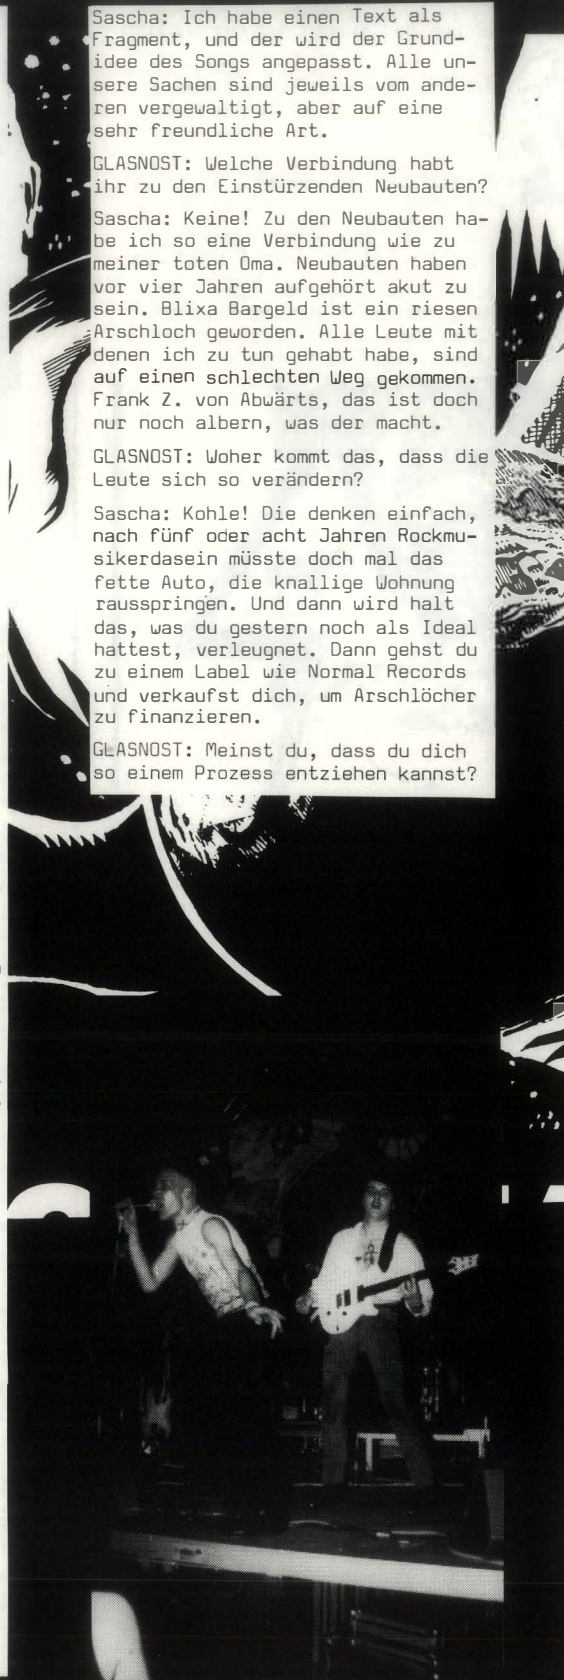 Sascha: Ich habe einen Text als
Fragment, und der wird der Grund-
idee des Songs angepasst. Alle un-
sere Sachen sind jeweils vom ande-
ren vergewaltigt, aber auf eine
sehr freundliche Art.
GLASNOST: Welche Verbindung habt
ihr zu den Einstürzenden Neubauten?
Sascha: Keine! Zu den Neubauten ha-
be ich so eine Verbindung wie zu
meiner toten Oma. Neubauten haben
vor vier Jahren aufgehört akut zu
sein. Blixa Bargeld ist ein riesen
Arschloch geworden. Alle Leute mit
denen ich zu tun gehabt habe, sind
auf einen schlechten Weg gekommen.
Frank Z. von Abwärts, das ist doch
nur noch albern, was der macht.
GLASNOST: Woher kommt das, dass die
Leute sich so verändern?
Sascha: Kohle! Die denken einfach,
nach fünf oder acht Jahren Rockmu-
sikerdasein müsste doch mal das
fette Auto, die knallige Wohnung
rausspringen. Und dann wird halt
das, was du gestern noch als Ideal
hattest, verleugnet. Dann gehst du
zu einem Label wie Normal Records
und verkaufst dich, um Arschlöcher
zu finanzieren.
GLASNOST: Meinst du, dass du dich
so einem Prozess entziehen kannst?